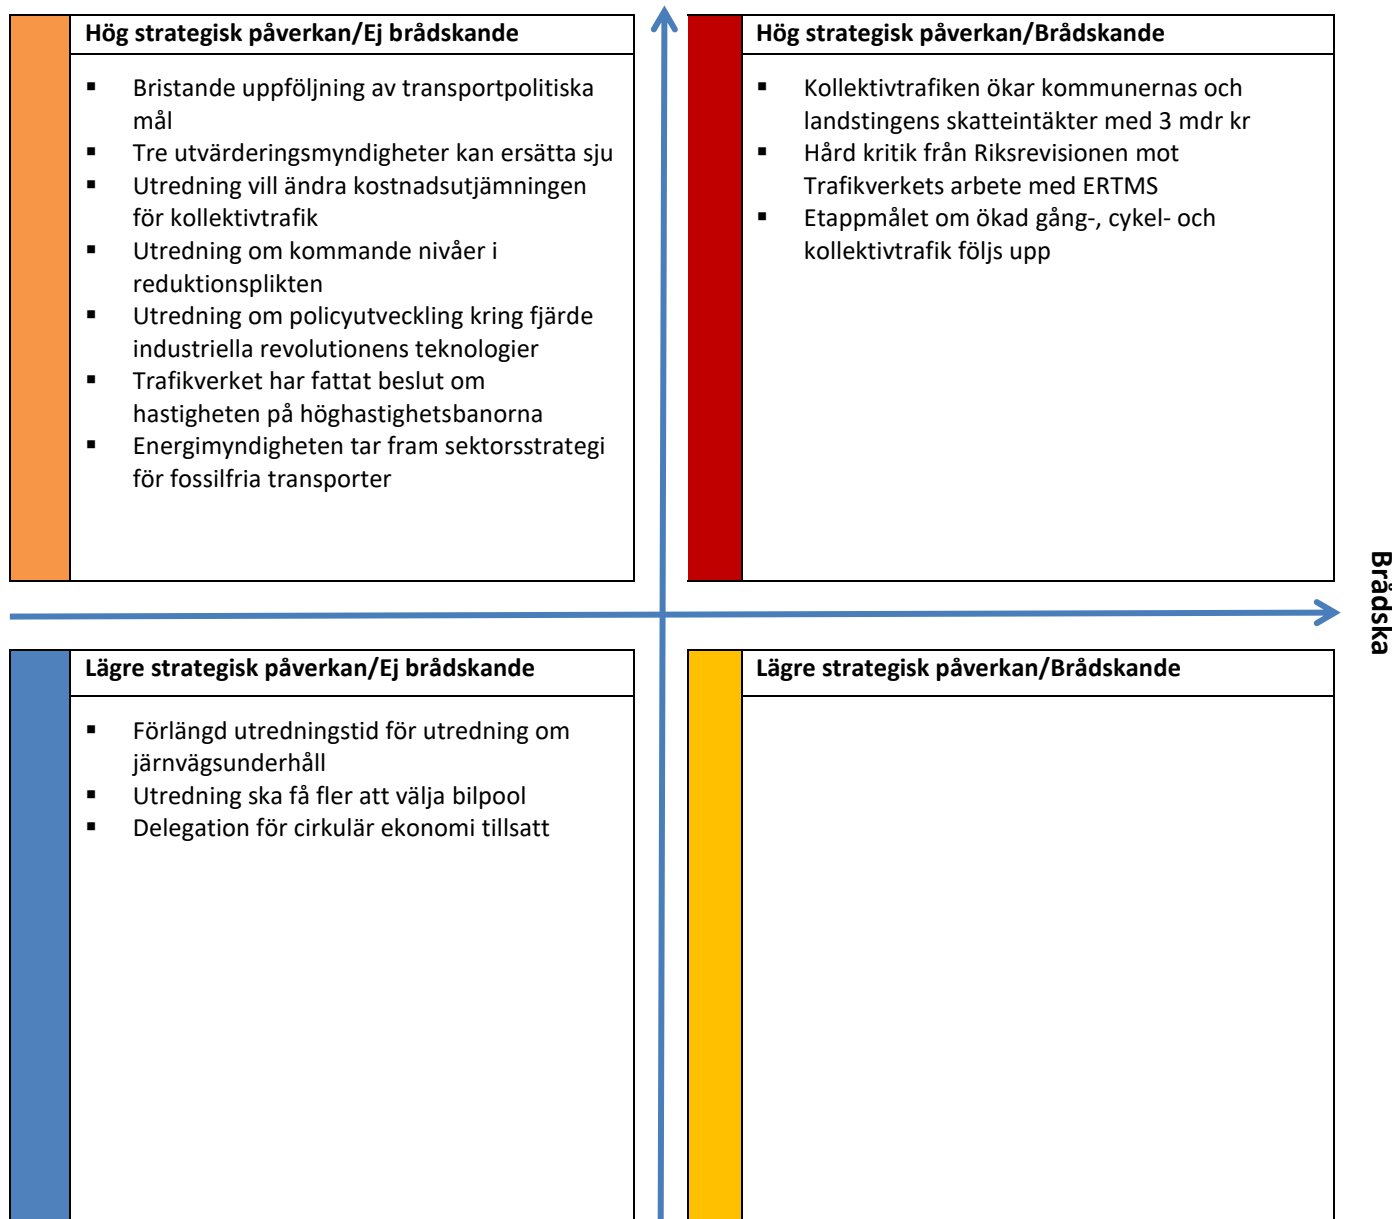 Hög strategisk påverkan/Ej brådskande
▪ Bristande uppföljning av transportpolitiska
mål
▪ Tre utvärderingsmyndigheter kan ersätta sju
▪ Utredning vill ändra kostnadsutjämningen
för kollektivtrafik
▪ Utredning om kommande nivåer i
reduktionsplikten
▪ Utredning om policyutveckling kring fjärde
industriella revolutionens teknologier
▪ Trafikverket har fattat beslut om
hastigheten på höghastighetsbanorna
▪ Energimyndigheten tar fram sektorsstrategi
för fossilfria transporter
Hög strategisk påverkan/Brådskande
▪ Kollektivtrafiken ökar kommunernas och
landstingens skatteintäkter med 3 mdr kr
▪ Hård kritik från Riksrevisionen mot
Trafikverkets arbete med ERTMS
▪ Etappmålet om ökad gång-, cykel- och
kollektivtrafik följs upp
Brådska
Lägre strategisk påverkan/Ej brådskande
▪ Förlängd utredningstid för utredning om
järnvägsunderhåll
▪ Utredning ska få fler att välja bilpool
▪ Delegation för cirkulär ekonomi tillsatt
Lägre strategisk påverkan/Brådskande